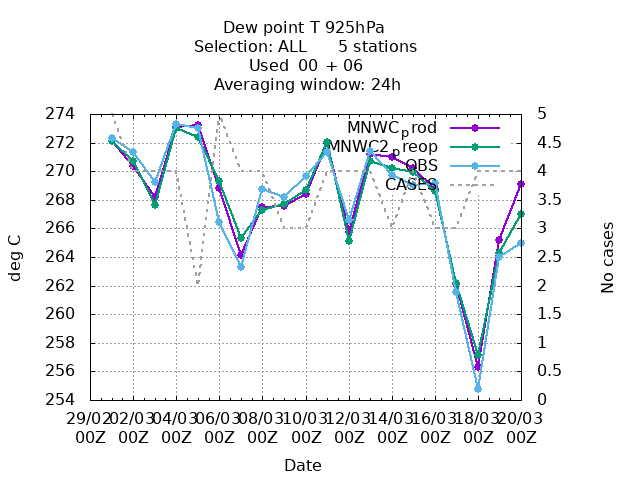 Dew point T 925hPa
Selection: ALL 5 stations
Used 00 + 06
Averaging window: 24h
274 5
272 4.5
270 4
268 3.5
266 3
264 2.5
262 2
260 1.5
258 1
256 0.5
254 0
MNWCprod
MNWC2preop
OBS
CASES
deg C
No cases
29/02 02/03 04/03 06/03 08/03 10/03 12/03 14/03 16/03 18/03 20/03
00Z 00Z 00Z 00Z 00Z 00Z 00Z 00Z 00Z 00Z 00Z
Date